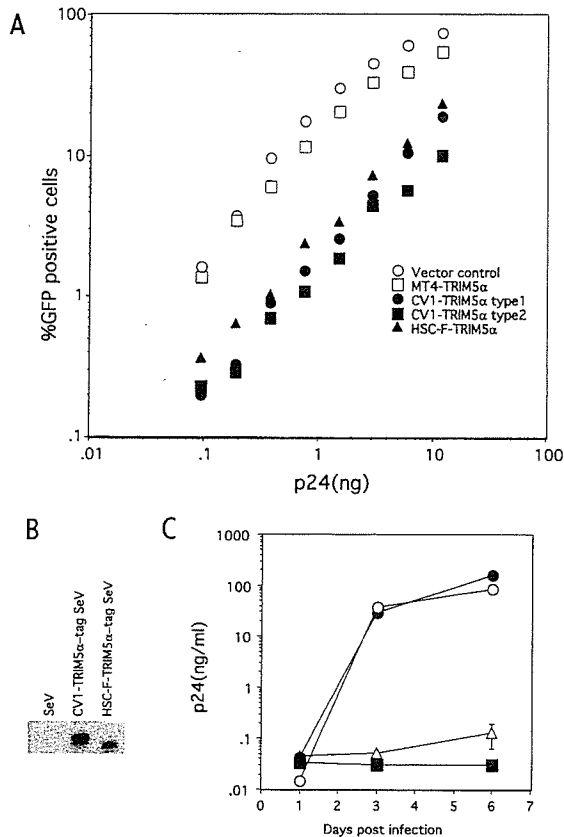 A
100
10
1
.1
%GFP positive cells
Vector control
MT4-TRIM5α
CV1-TRIM5α type1
CV1-TRIM5α type2
HSC-F-TRIM5α
.01
.1
1
10
100
p24(ng)
B
SeV
CV1-TRIM5α-tag SeV
HSC-F-TRIM5α-tag SeV
C
1000
100
10
1
.1
.01
p24(ng/ml)
0 1 2 3 4 5 6 7
Days post infection